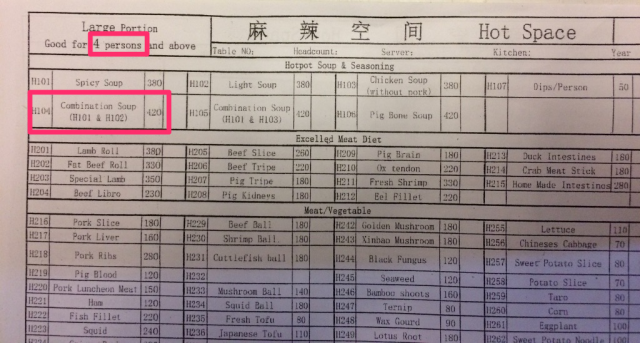 Large Portion
Good for 4 persons and above
麻 辣 空 间 Hot Space
Table NO: Headcount: Server: Kitchen: Year
Hotpot Soup & Seasoning
H101 Spicy Soup 380 H102 Light Soup 380 H103 Chicken Soup (without pork) 380 H107 Dips/Person 50
H104 Combination Soup (H101 & H102) 420 H105 Combination Soup (H101 & H103) 420 H106 Pig Bone Soup 420
Excelled Meat Diet
H201 Lamb Roll 380 H205 Beef Slice 260 H209 Pig Brain 180 H213 Duck Intestines 180
H202 Fat Beef Roll 330 H206 Beef Tripe 220 H210 Ox tendon 220 H214 Crab Meat Stick 180
H203 Special Lamb 350 H207 Pig Tripe 180 H211 Fresh Shrimp 330 H215 Home Made Intestines 280
H204 Beef Libro 230 H208 Pig Kidness 180 H212 Eel Fillet 220
Meat/Vegetable
H216 Pork Slice 180 H229 Beef Ball 180 H242 Golden Mushroom 180 H255 Lettuce 110
H217 Pork Liver 160 H230 Shrimp Ball 180 H243 Xinbao Mushroom 180 H256 Chineses Cabbage 70
H218 Pork Ribs 280 H231 Cuttlefish ball 180 H244 Black Fungus 120 H257 Sweet Potato Slice 80
H219 Pig Blood 120 H232 H245 Seaweed 120 H258 Potato Slice 70
H220 Pork Luncheon Meat 150 H233 Mushroom Ball 140 H246 Bamboo shoots 160 H259 Taro 80
H221 Ham 120 H234 Squid Ball 180 H247 Ternip 80 H260 Corn 80
H222 Fish Fillet 220 H235 Fresh Tofu 80 H248 Wax Gourd 90 H261 Eggplant 100
H223 Squid 240 H236 Japanese Tofu 110 H249 Lotus Root 180 H262 Sweet Potato Noodle 100